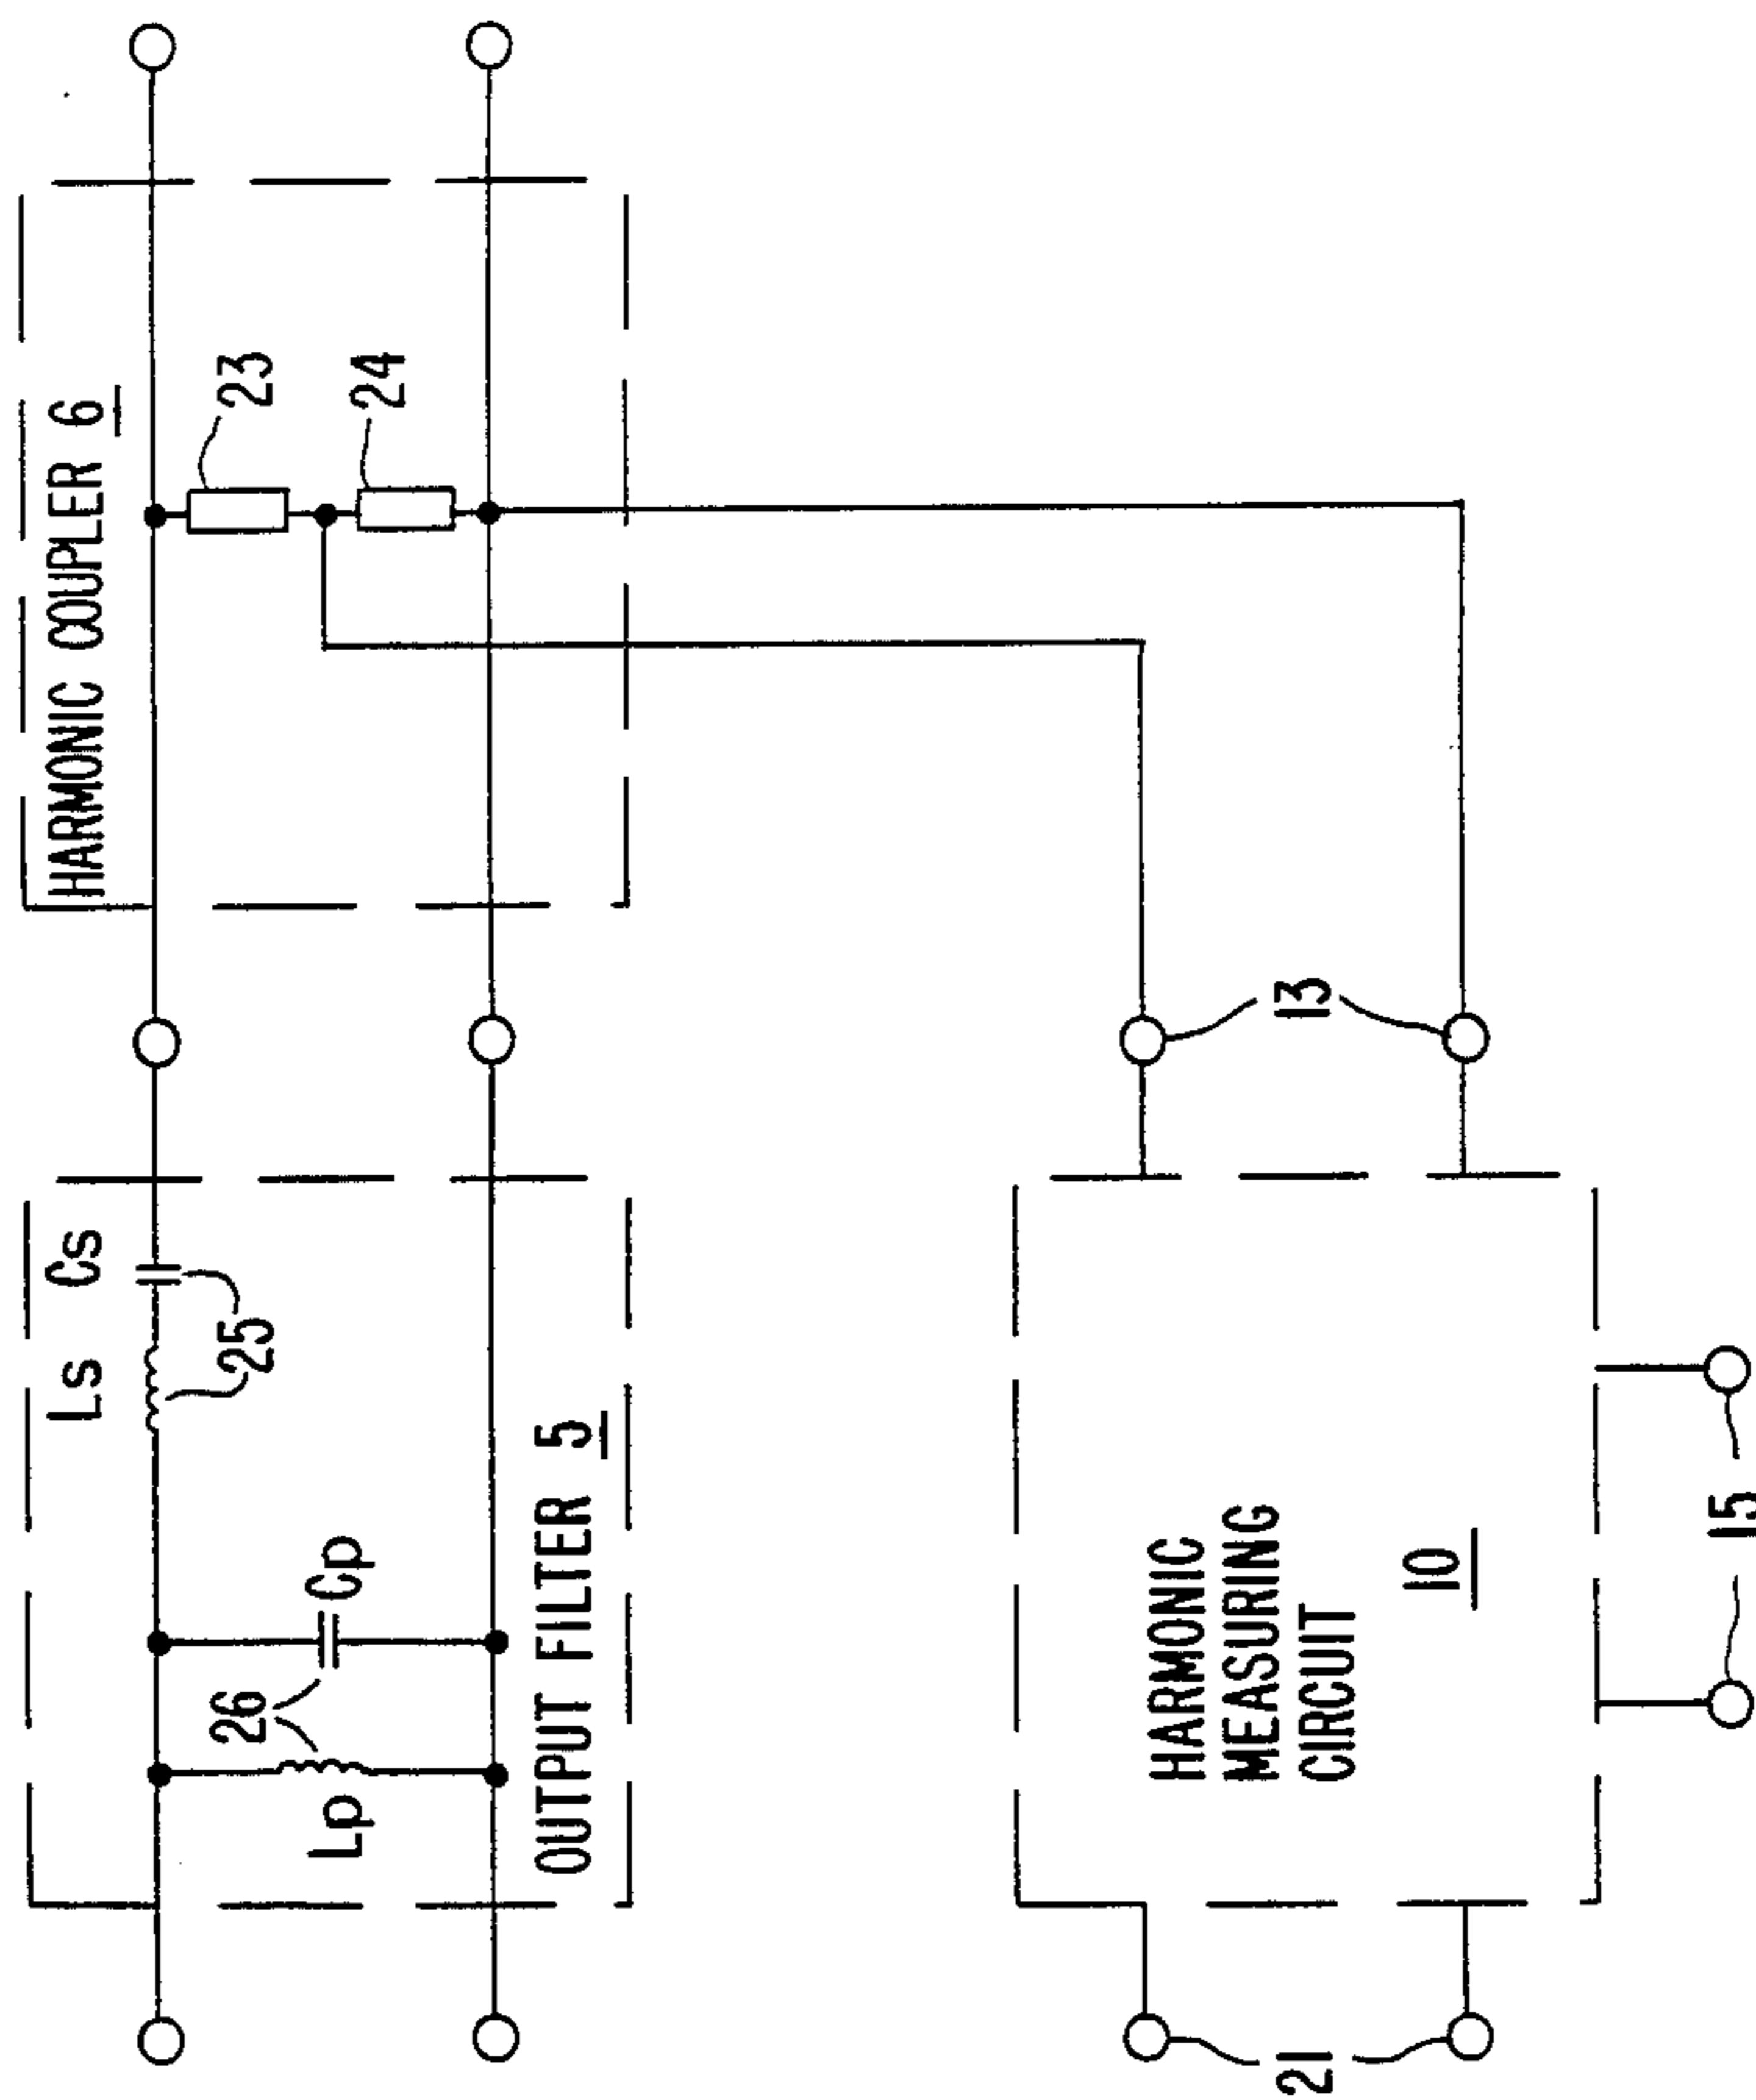 HARMONIC COUPLER 6
Ls Cs
25
23
24
26
Cp
Lp
OUTPUT FILTER 5
13
HARMONIC
MEASURING
CIRCUIT
10
21
15